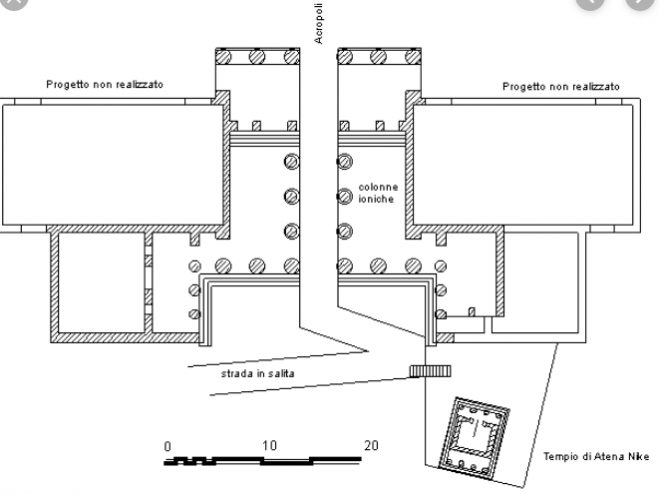 Acropoli
Progetto non realizzato
Progetto non realizzato
colonne
ioniche
strada in salita
0 10 20
Tempio di Atena Nike